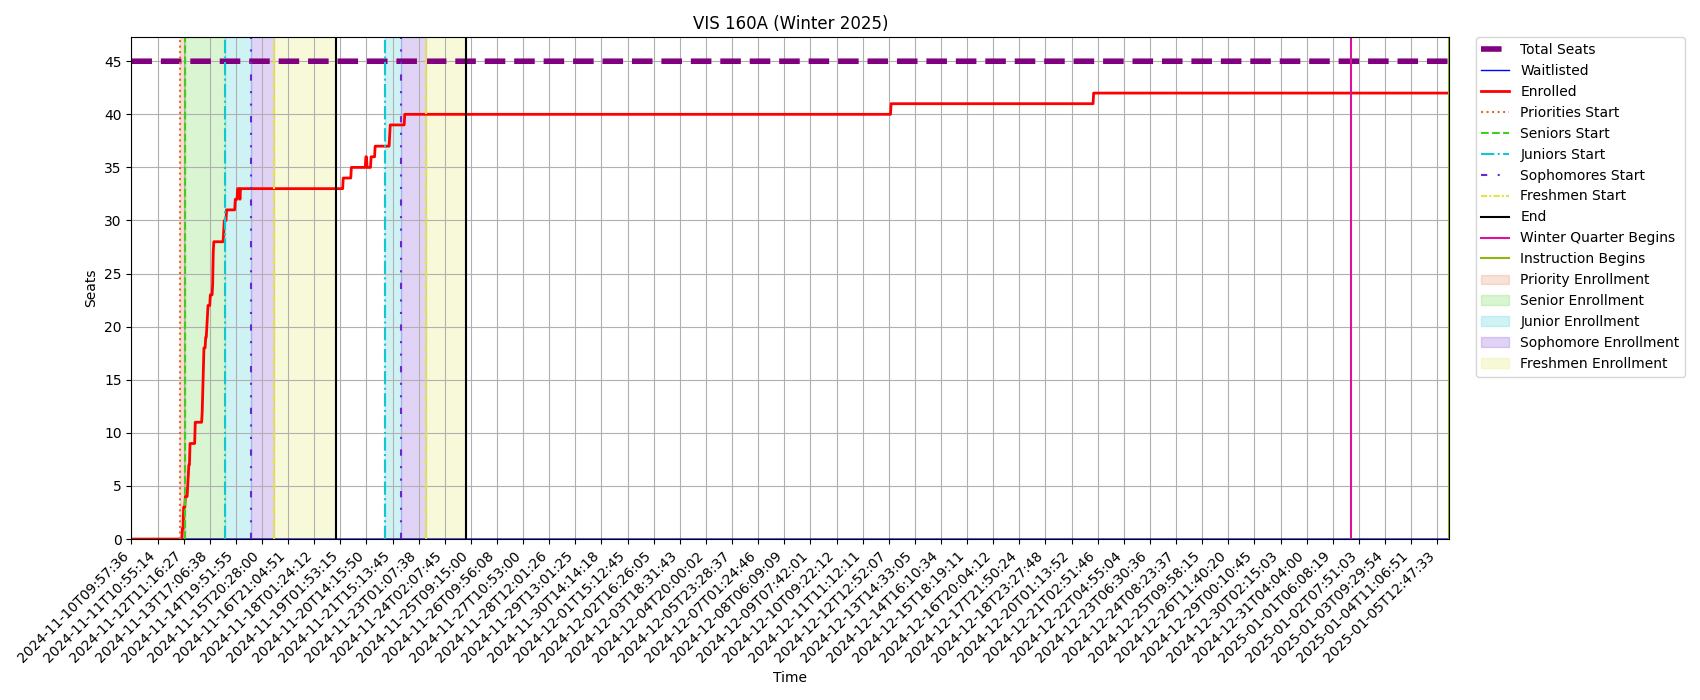 VIS 160A (Winter 2025)
Seats
45
40
35
30
25
20
15
10
5
0
2024-11-10T09:57:36
2024-11-11T10:55:14
2024-11-12T11:16:27
2024-11-13T17:06:38
2024-11-14T19:51:55
2024-11-15T20:28:00
2024-11-16T21:04:51
2024-11-18T01:24:12
2024-11-19T01:53:15
2024-11-20T14:15:50
2024-11-21T15:13:45
2024-11-23T01:07:38
2024-11-24T02:07:45
2024-11-25T09:15:00
2024-11-26T09:56:08
2024-11-27T10:53:00
2024-11-28T12:01:26
2024-11-29T13:01:25
2024-11-30T14:14:18
2024-12-01T15:12:45
2024-12-02T16:26:05
2024-12-03T18:31:43
2024-12-04T20:00:02
2024-12-05T23:28:37
2024-12-07T01:24:46
2024-12-08T06:09:09
2024-12-09T07:42:01
2024-12-10T09:22:12
2024-12-11T11:12:11
2024-12-12T12:52:07
2024-12-13T14:33:05
2024-12-14T16:10:34
2024-12-15T18:19:11
2024-12-16T20:04:12
2024-12-17T21:50:24
2024-12-18T23:27:48
2024-12-20T01:13:52
2024-12-21T02:51:46
2024-12-22T04:55:04
2024-12-23T06:30:36
2024-12-24T08:23:37
2024-12-25T09:58:15
2024-12-26T11:40:20
2024-12-29T00:10:45
2024-12-30T02:15:03
2024-12-31T04:04:00
2025-01-01T06:08:19
2025-01-02T07:51:03
2025-01-03T09:29:54
2025-01-04T11:06:51
2025-01-05T12:47:33
Time
Total Seats
Waitlisted
Enrolled
Priorities Start
Seniors Start
Juniors Start
Sophomores Start
Freshmen Start
End
Winter Quarter Begins
Instruction Begins
Priority Enrollment
Senior Enrollment
Junior Enrollment
Sophomore Enrollment
Freshmen Enrollment